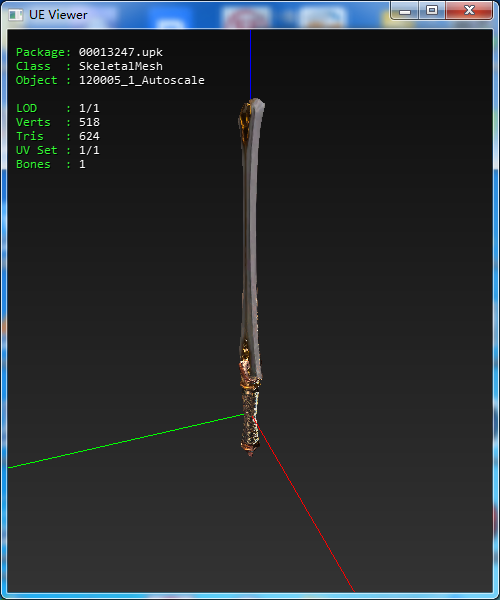 UE Viewer
Package: 00013247.upk
Class : SkeletalMesh
Object : 120005_1_Autoscale
LOD : 1/1
Verts : 518
Tris : 624
UV Set : 1/1
Bones : 1